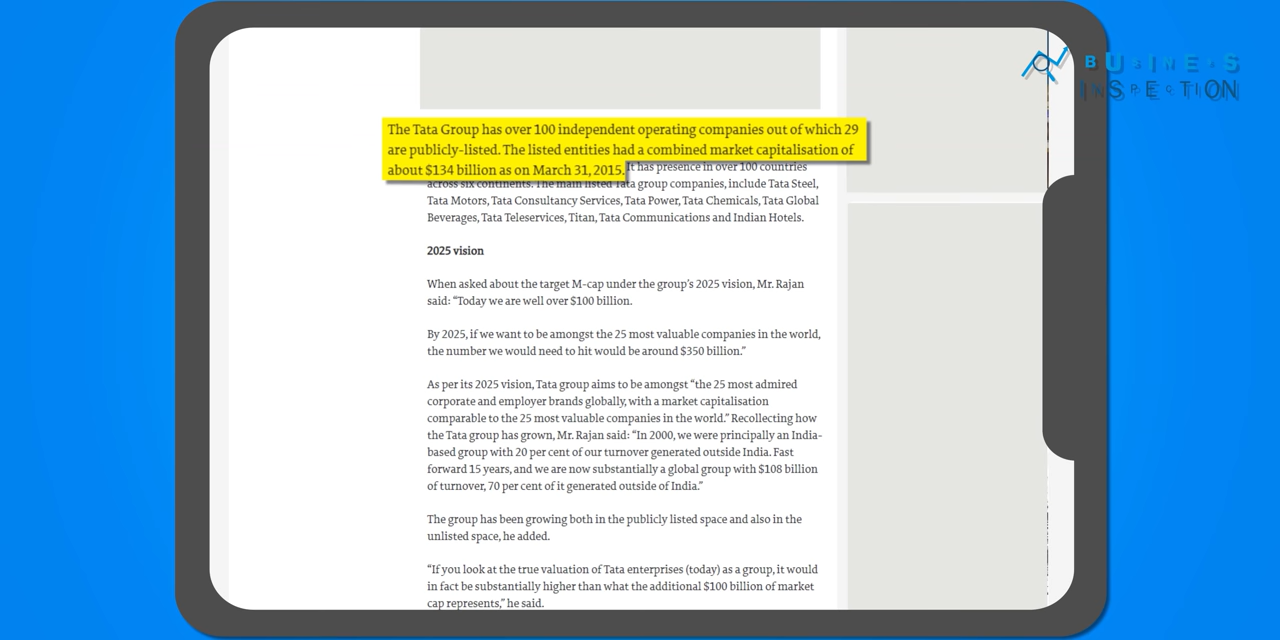 BUSINESS
INSPECTION
The Tata Group has over 100 independent operating companies out of which 29
are publicly-listed. The listed entities had a combined market capitalisation of
about $134 billion as on March 31, 2015. It has presence in over 100 countries
across six continents. The main listed Tata group companies, include Tata Steel,
Tata Motors, Tata Consultancy Services, Tata Power, Tata Chemicals, Tata Global
Beverages, Tata Teleservices, Titan, Tata Communications and Indian Hotels.
2025 vision
When asked about the target M-cap under the group's 2025 vision, Mr. Rajan
said: “Today we are well over $100 billion.
By 2025, if we want to be amongst the 25 most valuable companies in the world,
the number we would need to hit would be around $350 billion.”
As per its 2025 vision, Tata group aims to be amongst “the 25 most admired
corporate and employer brands globally, with a market capitalisation
comparable to the 25 most valuable companies in the world.” Recollecting how
the Tata group has grown, Mr. Rajan said: “In 2000, we were principally an India-
based group with 20 per cent of our turnover generated outside India. Fast
forward 15 years, and we are now substantially a global group with $108 billion
of turnover, 70 per cent of it generated outside of India.”
The group has been growing both in the publicly listed space and also in the
unlisted space, he added.
“If you look at the true valuation of Tata enterprises (today) as a group, it would
in fact be substantially higher than what the additional $100 billion of market
cap represents,” he said.